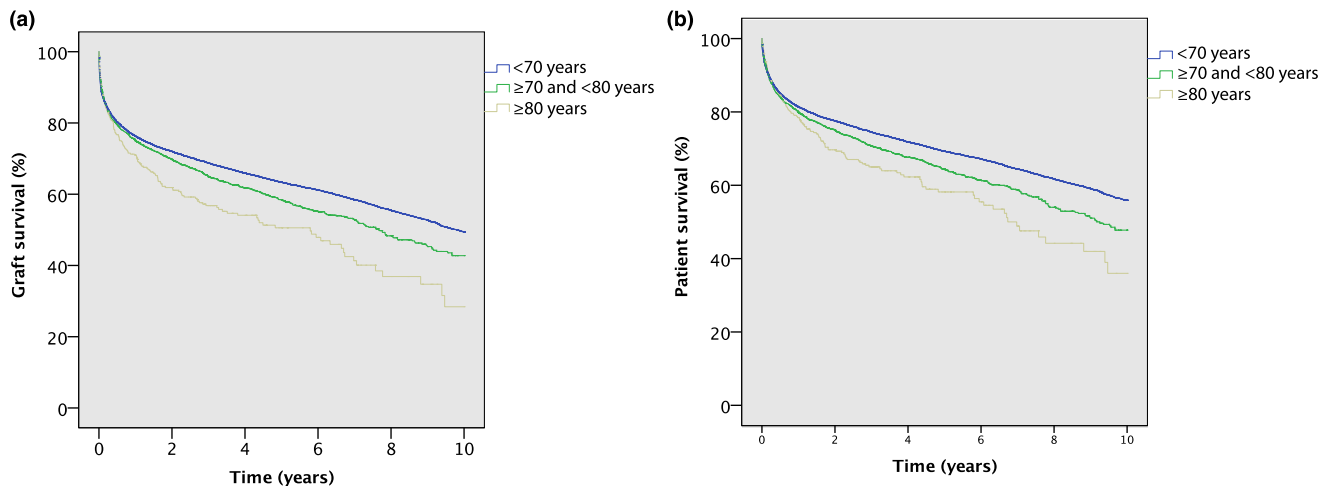 (a)
100
80
60
40
20
0
Graft survival (%)
0 2 4 6 8 10
Time (years)
<70 years
≥70 and <80 years
≥80 years
(b)
100
80
60
40
20
0
Patient survival (%)
0 2 4 6 8 10
Time (years)
<70 years
≥70 and <80 years
≥80 years